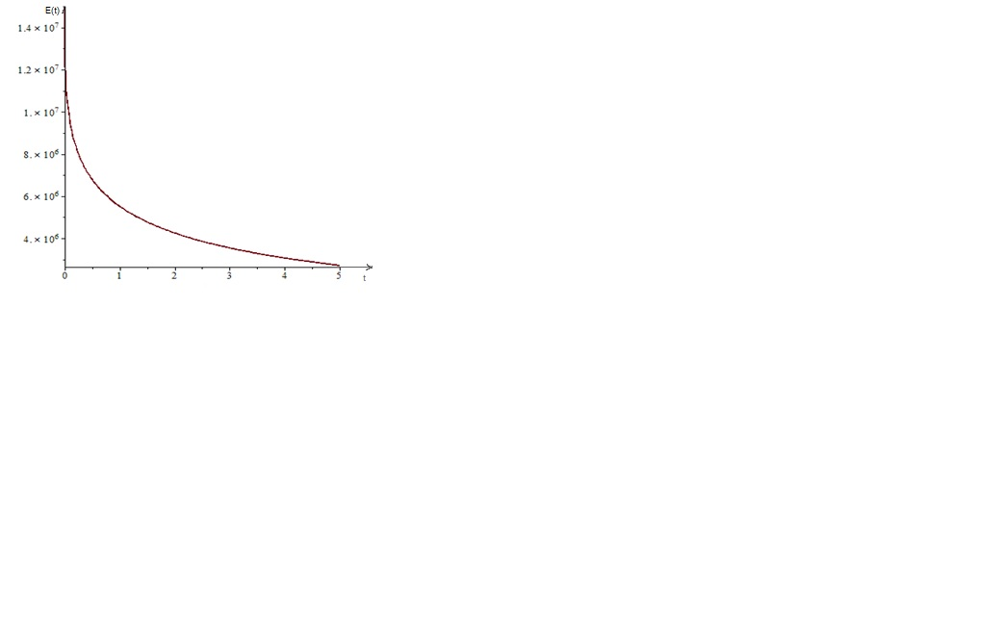 E(t)
1.4 × 10⁷
1.2 × 10⁷
1. × 10⁷
8. × 10⁶
6. × 10⁶
4. × 10⁶
0 1 2 3 4 5 t